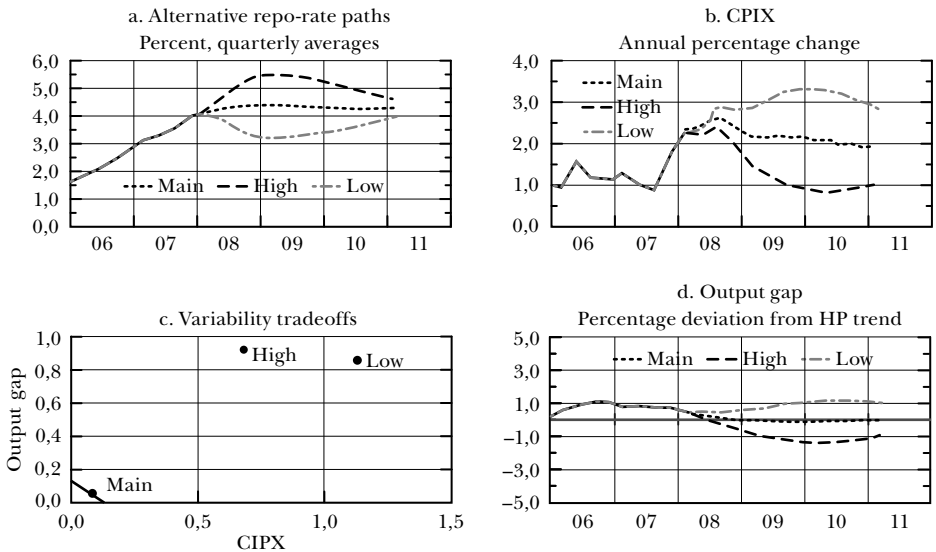 a. Alternative repo-rate paths
Percent, quarterly averages
6,0
5,0
4,0
3,0
2,0
1,0
0,0
Main High Low
06 07 08 09 10 11
b. CPIX
Annual percentage change
4,0
3,0
2,0
1,0
0,0
Main
High
Low
06 07 08 09 10 11
c. Variability tradeoffs
Output gap
1,0
0,8
0,6
0,4
0,2
0,0
High
Low
Main
0,0 0,5 1,0 1,5
CIPX
d. Output gap
Percentage deviation from HP trend
5,0
3,0
1,0
−1,0
−3,0
−5,0
Main High Low
06 07 08 09 10 11